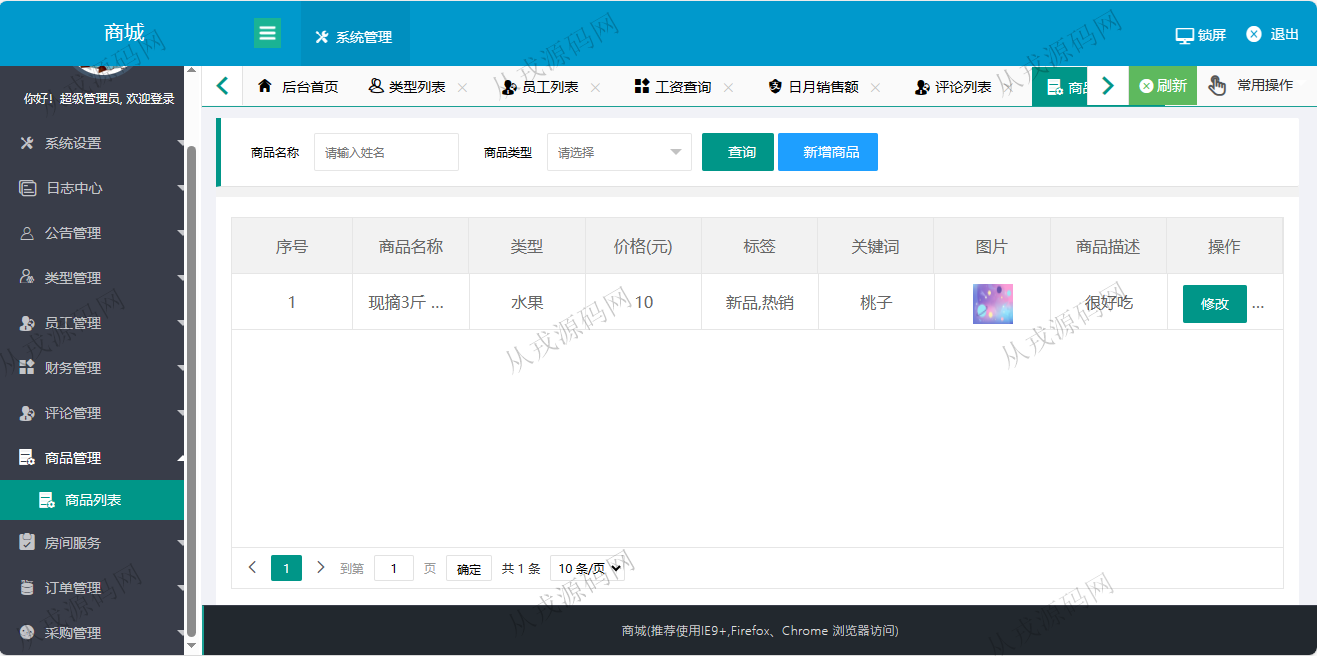 商城
系统管理
锁屏
退出
你好！超级管理员, 欢迎登录
系统设置
日志中心
公告管理
类型管理
员工管理
财务管理
评论管理
商品管理
商品列表
房间服务
订单管理
采购管理
后台首页 类型列表 员工列表 工资查询 日月销售额 评论列表 商品 刷新 常用操作
商品名称 请输入姓名 商品类型 请选择 查询 新增商品
序号 商品名称 类型 价格(元) 标签 关键词 图片 商品描述 操作
1 现摘3斤 ... 水果 10 新品,热销 桃子 很好吃 修改 ...
1 到第 1 页 确定 共 1 条 10 条/页
商城(推荐使用IE9+,Firefox、Chrome 浏览器访问)
从戎源码网
从戎源码网
从戎源码网
从戎源码网
从戎源码网
从戎源码网
从戎源码网
从戎源码网
从戎源码网